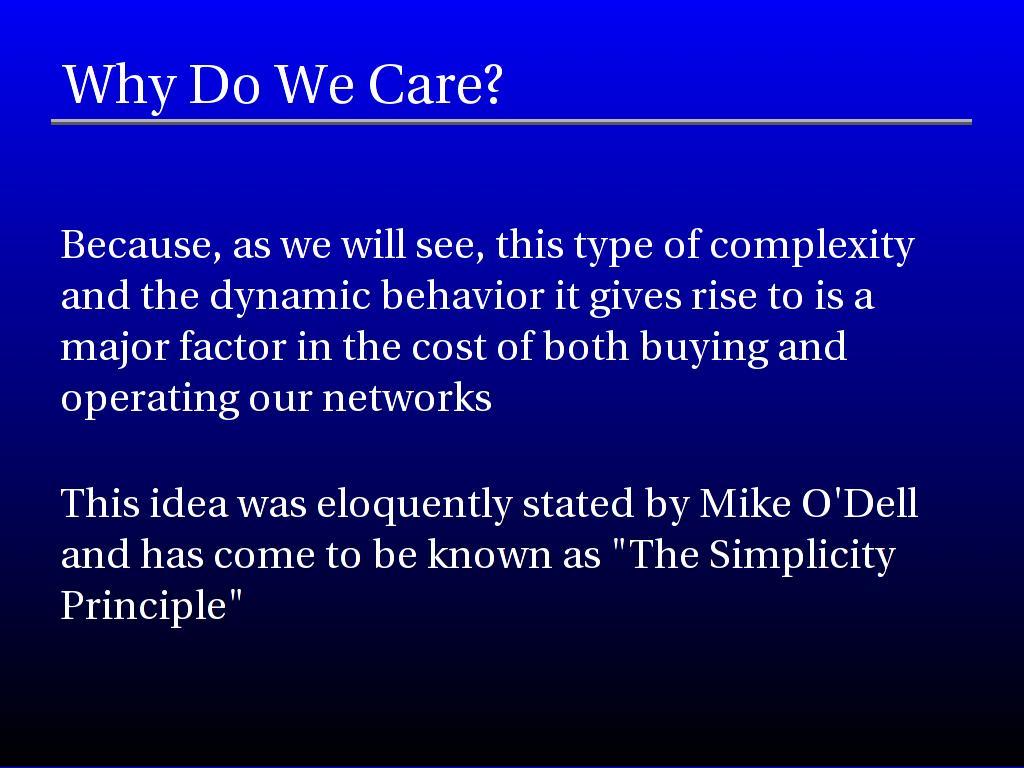 Why Do We Care?
Because, as we will see, this type of complexity
and the dynamic behavior it gives rise to is a
major factor in the cost of both buying and
operating our networks
This idea was eloquently stated by Mike O'Dell
and has come to be known as "The Simplicity
Principle"